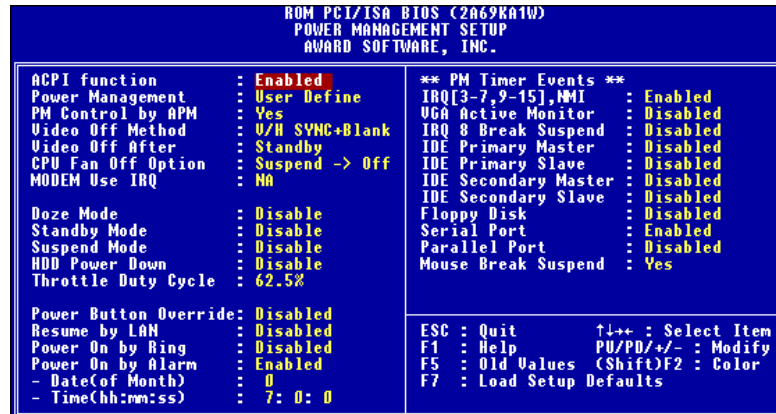 ROM PCI/ISA BIOS (2A69KA1W)
POWER MANAGEMENT SETUP
AWARD SOFTWARE, INC.
ACPI function : Enabled
Power Management : User Define
PM Control by APM : Yes
Video Off Method : V/H SYNC+Blank
Video Off After : Standby
CPU Fan Off Option : Suspend -> Off
MODEM Use IRQ : NA
Doze Mode : Disable
Standby Mode : Disable
Suspend Mode : Disable
HDD Power Down : Disable
Throttle Duty Cycle : 62.5%
Power Button Override: Disabled
Resume by LAN : Disabled
Power On by Ring : Disabled
Power On by Alarm : Enabled
- Date(of Month) : 0
- Time(hh:mm:ss) : 7: 0: 0
** PM Timer Events **
IRQ[3-7,9-15],NMI : Enabled
VGA Active Monitor : Disabled
IRQ 8 Break Suspend : Disabled
IDE Primary Master : Disabled
IDE Primary Slave : Disabled
IDE Secondary Master : Disabled
IDE Secondary Slave : Disabled
Floppy Disk : Disabled
Serial Port : Enabled
Parallel Port : Disabled
Mouse Break Suspend : Yes
ESC : Quit ↑↓→← : Select Item
F1 : Help PU/PD/+/- : Modify
F5 : Old Values (Shift)F2 : Color
F7 : Load Setup Defaults